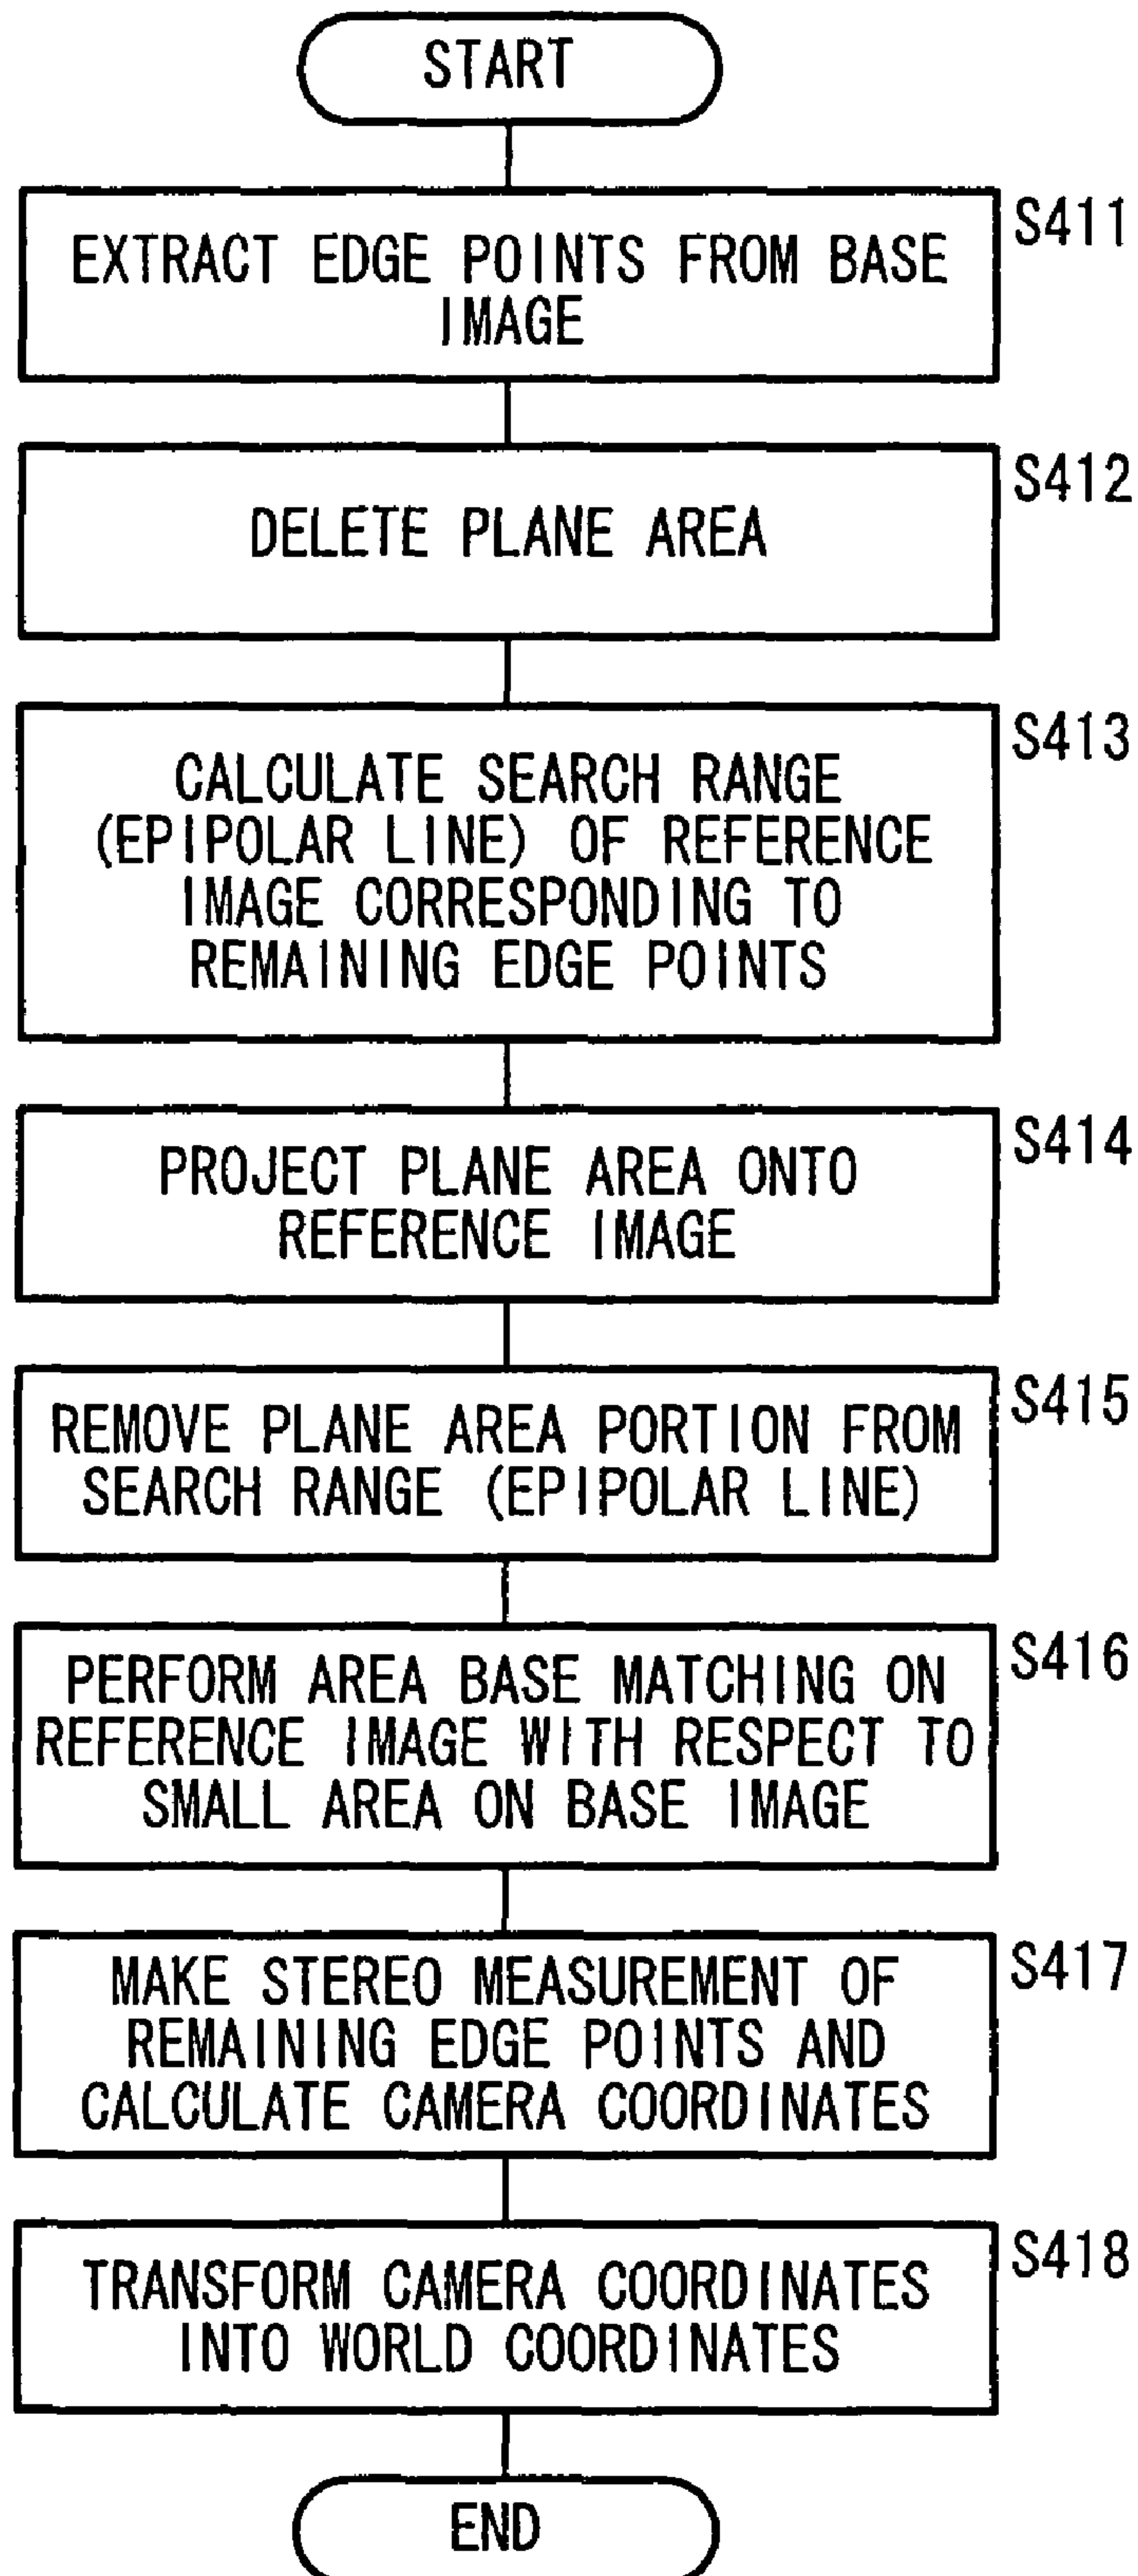 START
S411
EXTRACT EDGE POINTS FROM BASE
IMAGE
S412
DELETE PLANE AREA
S413
CALCULATE SEARCH RANGE
(EPIPOLAR LINE) OF REFERENCE
IMAGE CORRESPONDING TO
REMAINING EDGE POINTS
S414
PROJECT PLANE AREA ONTO
REFERENCE IMAGE
S415
REMOVE PLANE AREA PORTION FROM
SEARCH RANGE (EPIPOLAR LINE)
S416
PERFORM AREA BASE MATCHING ON
REFERENCE IMAGE WITH RESPECT TO
SMALL AREA ON BASE IMAGE
S417
MAKE STEREO MEASUREMENT OF
REMAINING EDGE POINTS AND
CALCULATE CAMERA COORDINATES
S418
TRANSFORM CAMERA COORDINATES
INTO WORLD COORDINATES
END